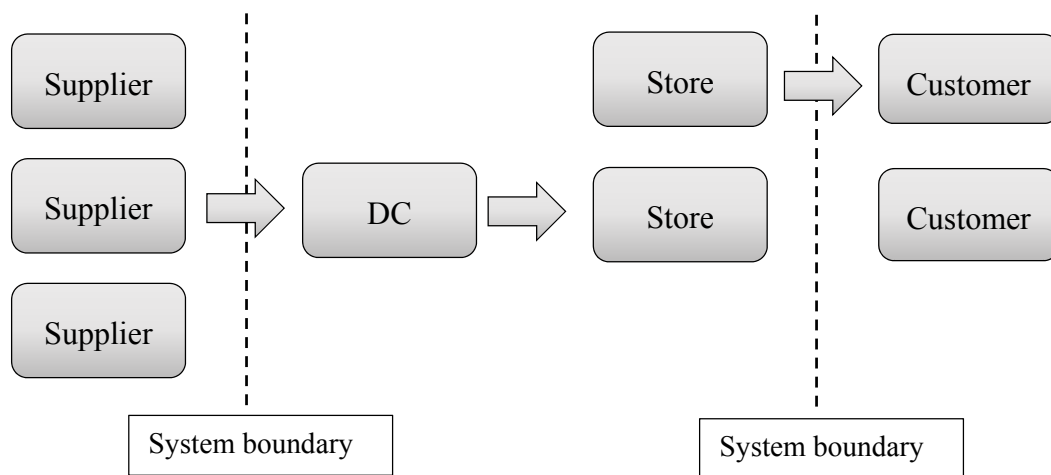 Supplier
Store
Customer
Supplier
DC
Store
Customer
Supplier
System boundary
System boundary